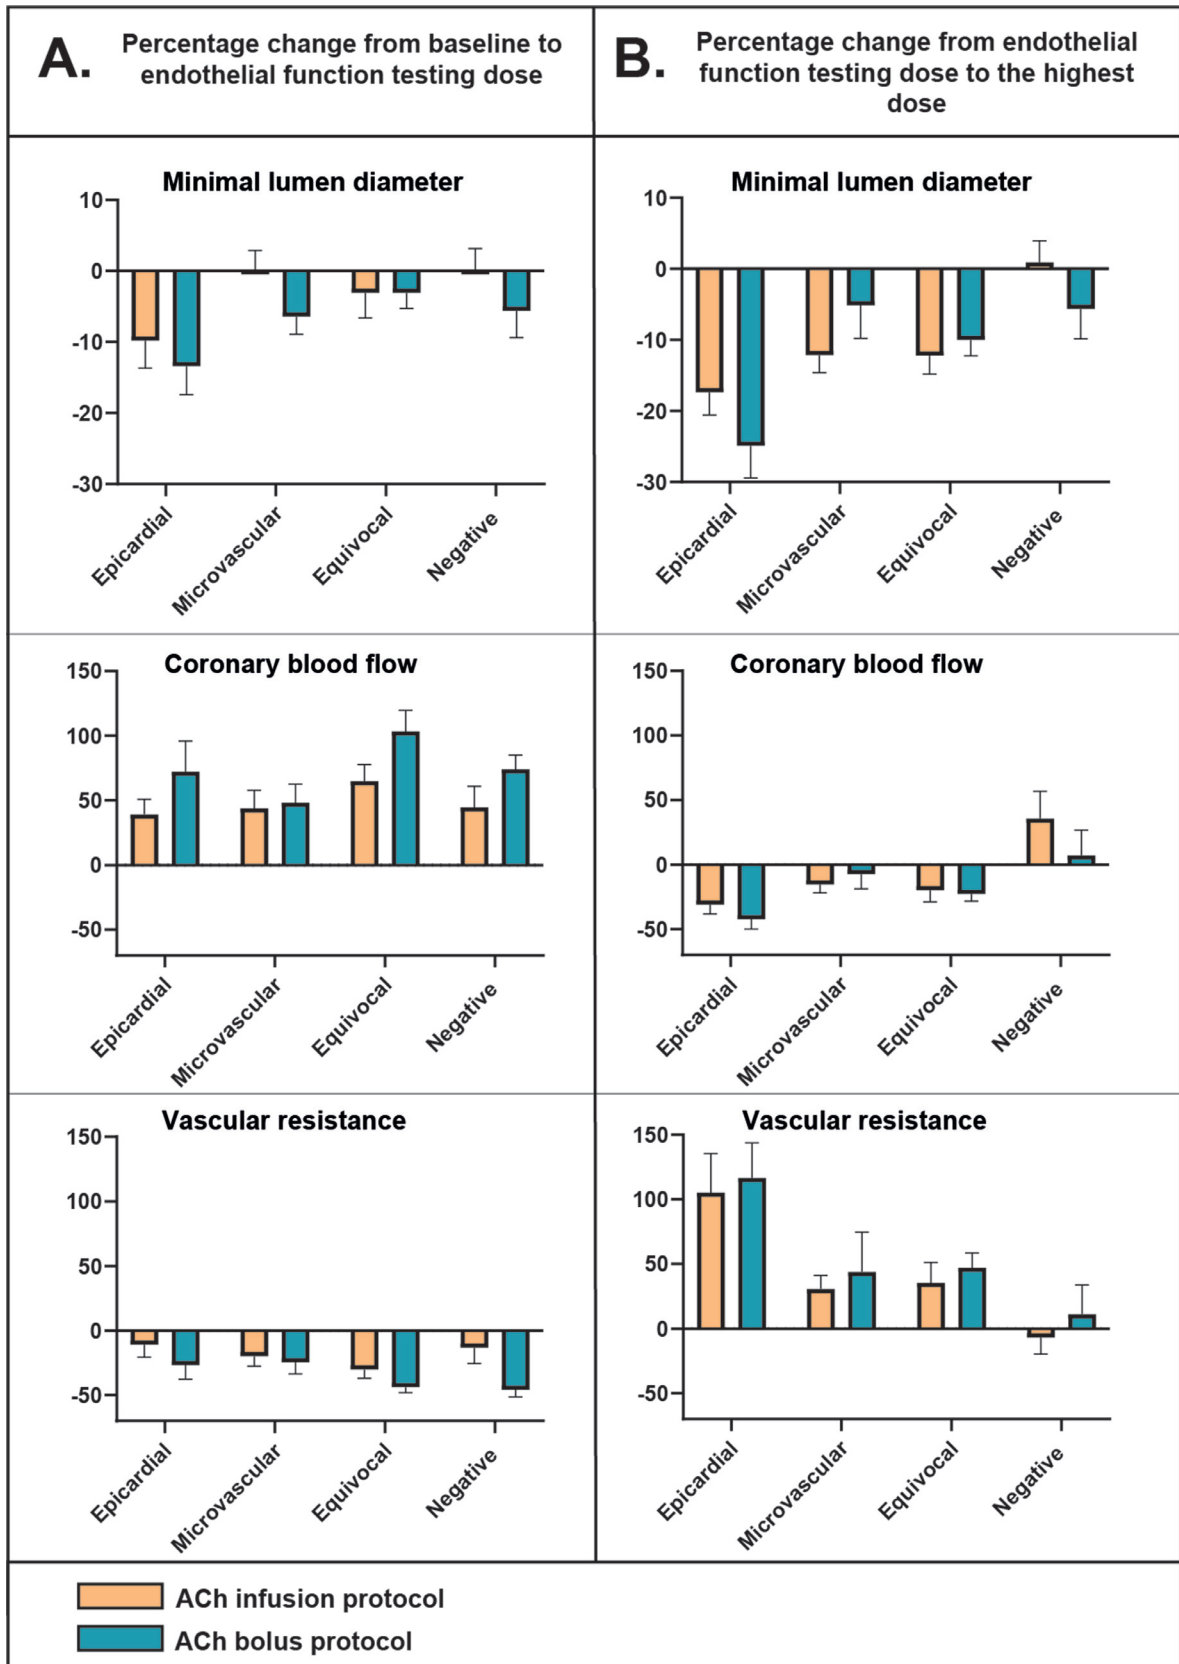 A. Percentage change from baseline to
endothelial function testing dose
B. Percentage change from endothelial
function testing dose to the highest
dose
Minimal lumen diameter
10
0
-10
-20
-30
Epicardial
Microvascular
Equivocal
Negative
Minimal lumen diameter
10
0
-10
-20
-30
Epicardial
Microvascular
Equivocal
Negative
Coronary blood flow
150
100
50
0
-50
Epicardial
Microvascular
Equivocal
Negative
Coronary blood flow
150
100
50
0
-50
Epicardial
Microvascular
Equivocal
Negative
Vascular resistance
150
100
50
0
-50
Epicardial
Microvascular
Equivocal
Negative
Vascular resistance
150
100
50
0
-50
Epicardial
Microvascular
Equivocal
Negative
ACh infusion protocol
ACh bolus protocol